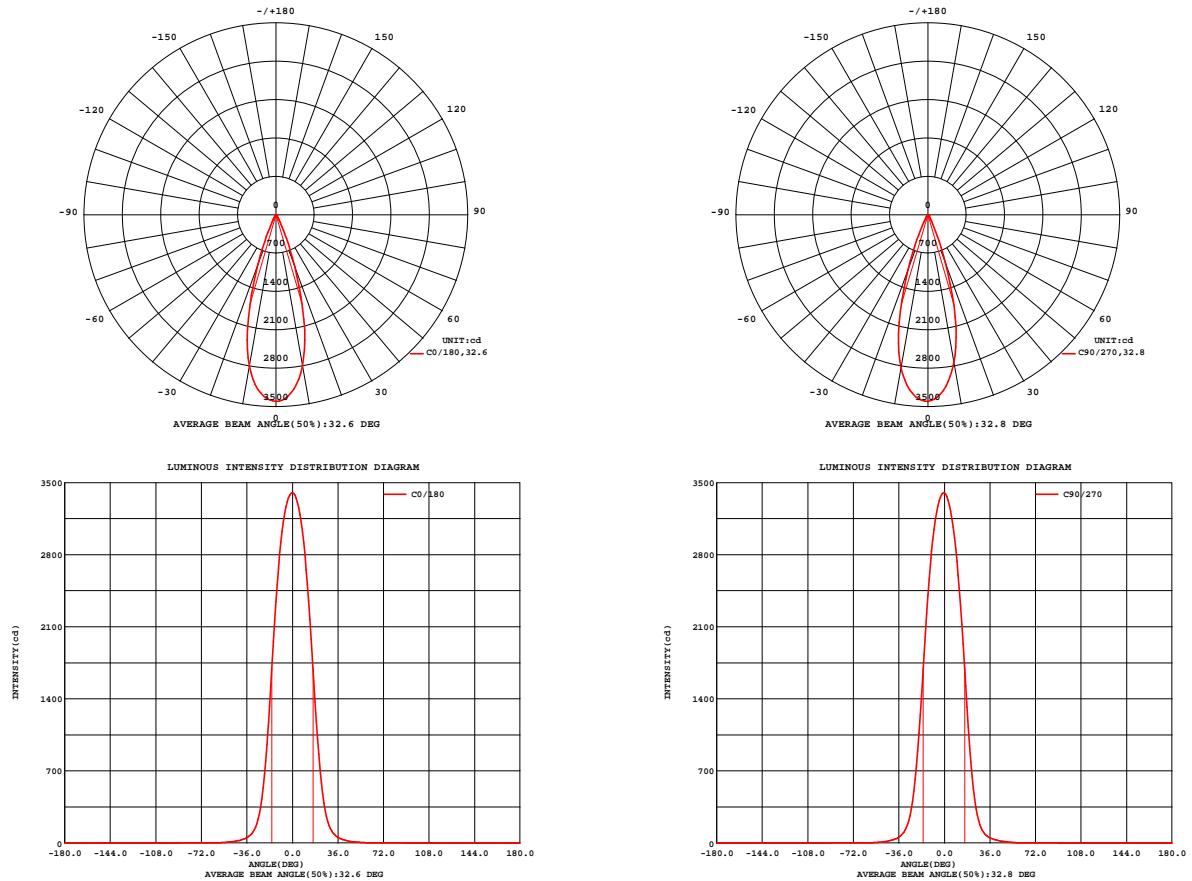 -/+180
-150
150
-120
120
-90
90
-60
60
-30
30
0
0
700
1400
2100
2800
3500
UNIT:cd
C0/180,32.6
AVERAGE BEAM ANGLE(50%):32.6 DEG
-/+180
-150
150
-120
120
-90
90
-60
60
-30
30
0
0
700
1400
2100
2800
3500
UNIT:cd
C90/270,32.8
AVERAGE BEAM ANGLE(50%):32.8 DEG
LUMINOUS INTENSITY DISTRIBUTION DIAGRAM
C0/180
INTENSITY(cd)
3500
2800
2100
1400
700
0
-180.0 -144.0 -108.0 -72.0 -36.0 0.0 36.0 72.0 108.0 144.0 180.0
ANGLE(DEG)
AVERAGE BEAM ANGLE(50%):32.6 DEG
LUMINOUS INTENSITY DISTRIBUTION DIAGRAM
C90/270
INTENSITY(cd)
3500
2800
2100
1400
700
0
-180.0 -144.0 -108.0 -72.0 -36.0 0.0 36.0 72.0 108.0 144.0 180.0
ANGLE(DEG)
AVERAGE BEAM ANGLE(50%):32.8 DEG